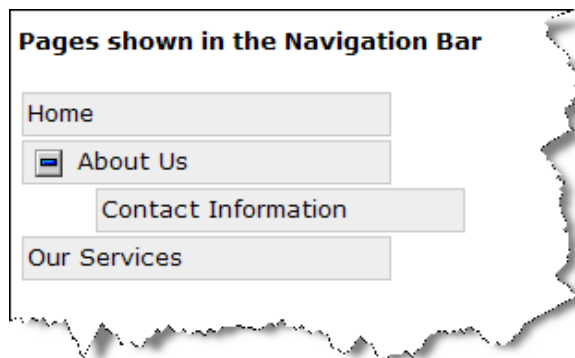 Pages shown in the Navigation Bar
Home
About Us
Contact Information
Our Services